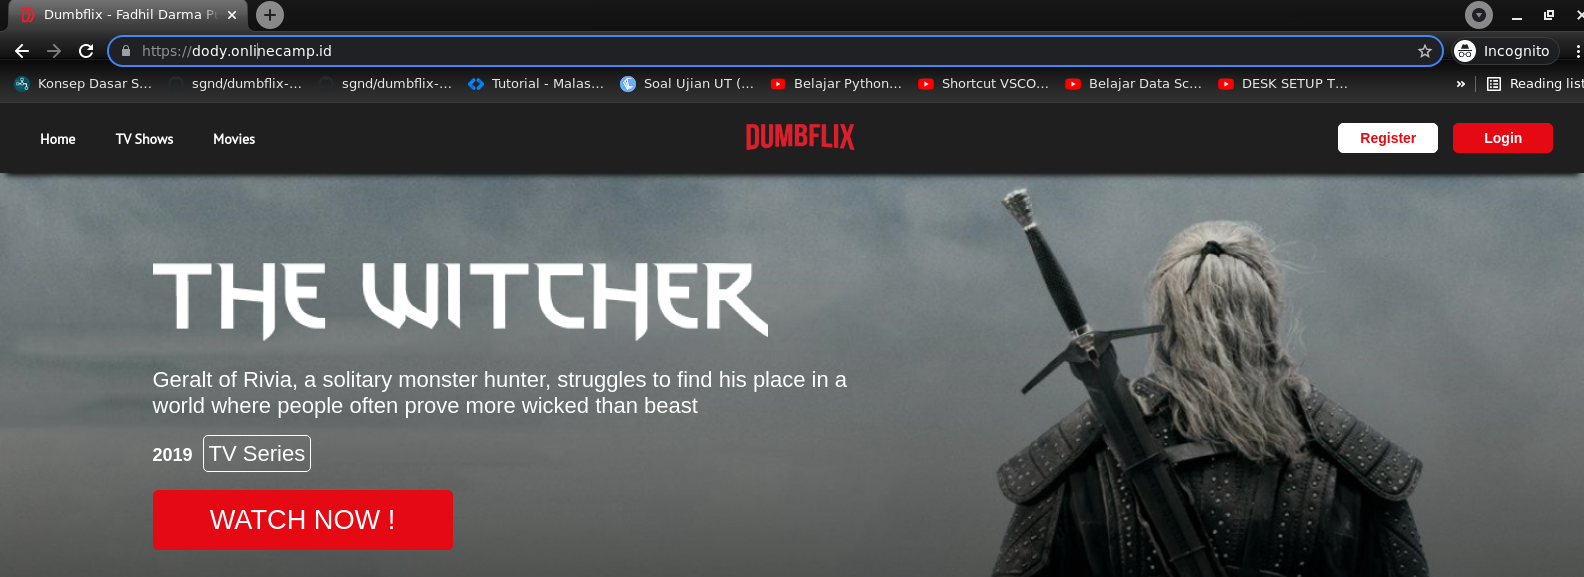 Dumbflix - Fadhil Darma
https://dody.onlinecamp.id
Incognito
Konsep Dasar S... sgnd/dumbflix-... sgnd/dumbflix-... Tutorial - Malas... Soal Ujian UT (... Belajar Python... Shortcut VSCO... Belajar Data Sc... DESK SETUP T... » Reading list
Home TV Shows Movies DUMBFLIX Register Login
THE WITCHER
Geralt of Rivia, a solitary monster hunter, struggles to find his place in a
world where people often prove more wicked than beast
2019 TV Series
WATCH NOW !